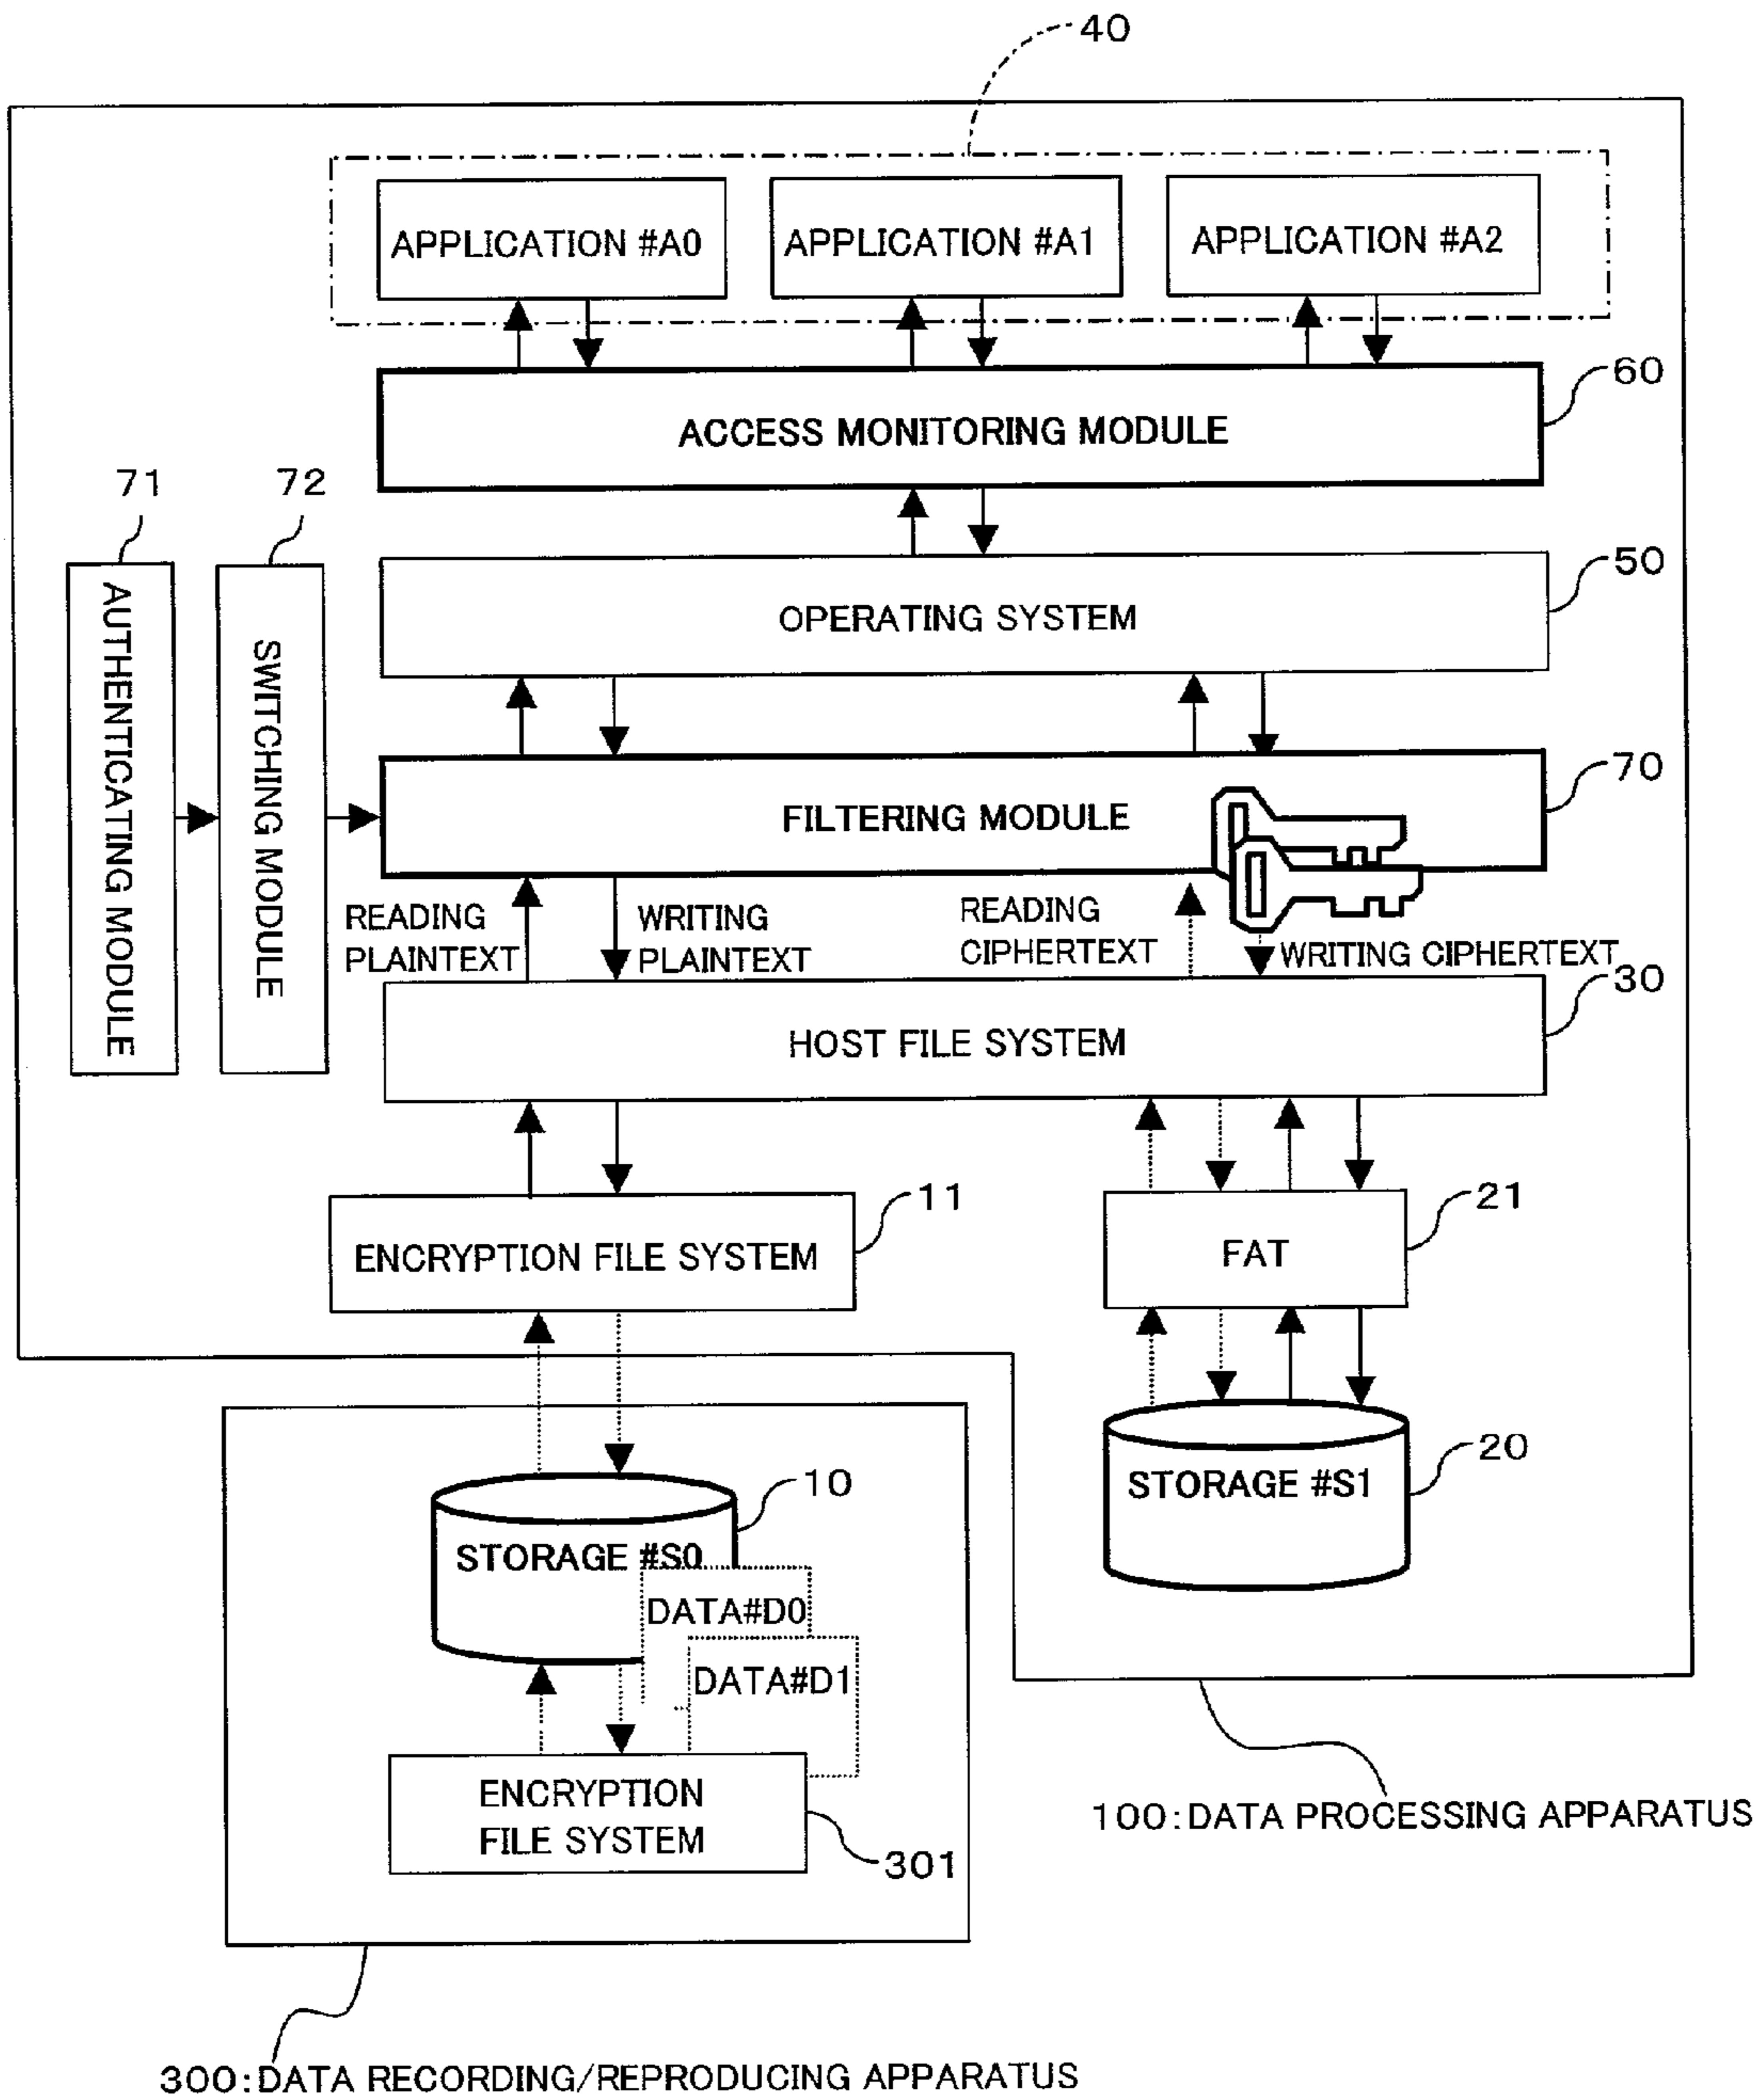 40
APPLICATION #A0
APPLICATION #A1
APPLICATION #A2
60
ACCESS MONITORING MODULE
71
72
50
OPERATING SYSTEM
AUTHENTICATING MODULE
SWITCHING MODULE
70
FILTERING MODULE
READING
PLAINTEXT
WRITING
PLAINTEXT
READING
CIPHERTEXT
WRITING CIPHERTEXT
30
HOST FILE SYSTEM
11
21
ENCRYPTION FILE SYSTEM
FAT
10
20
STORAGE #S1
STORAGE #S0
DATA#D0
DATA#D1
ENCRYPTION
FILE SYSTEM
301
100:DATA PROCESSING APPARATUS
300:DATA RECORDING/REPRODUCING APPARATUS